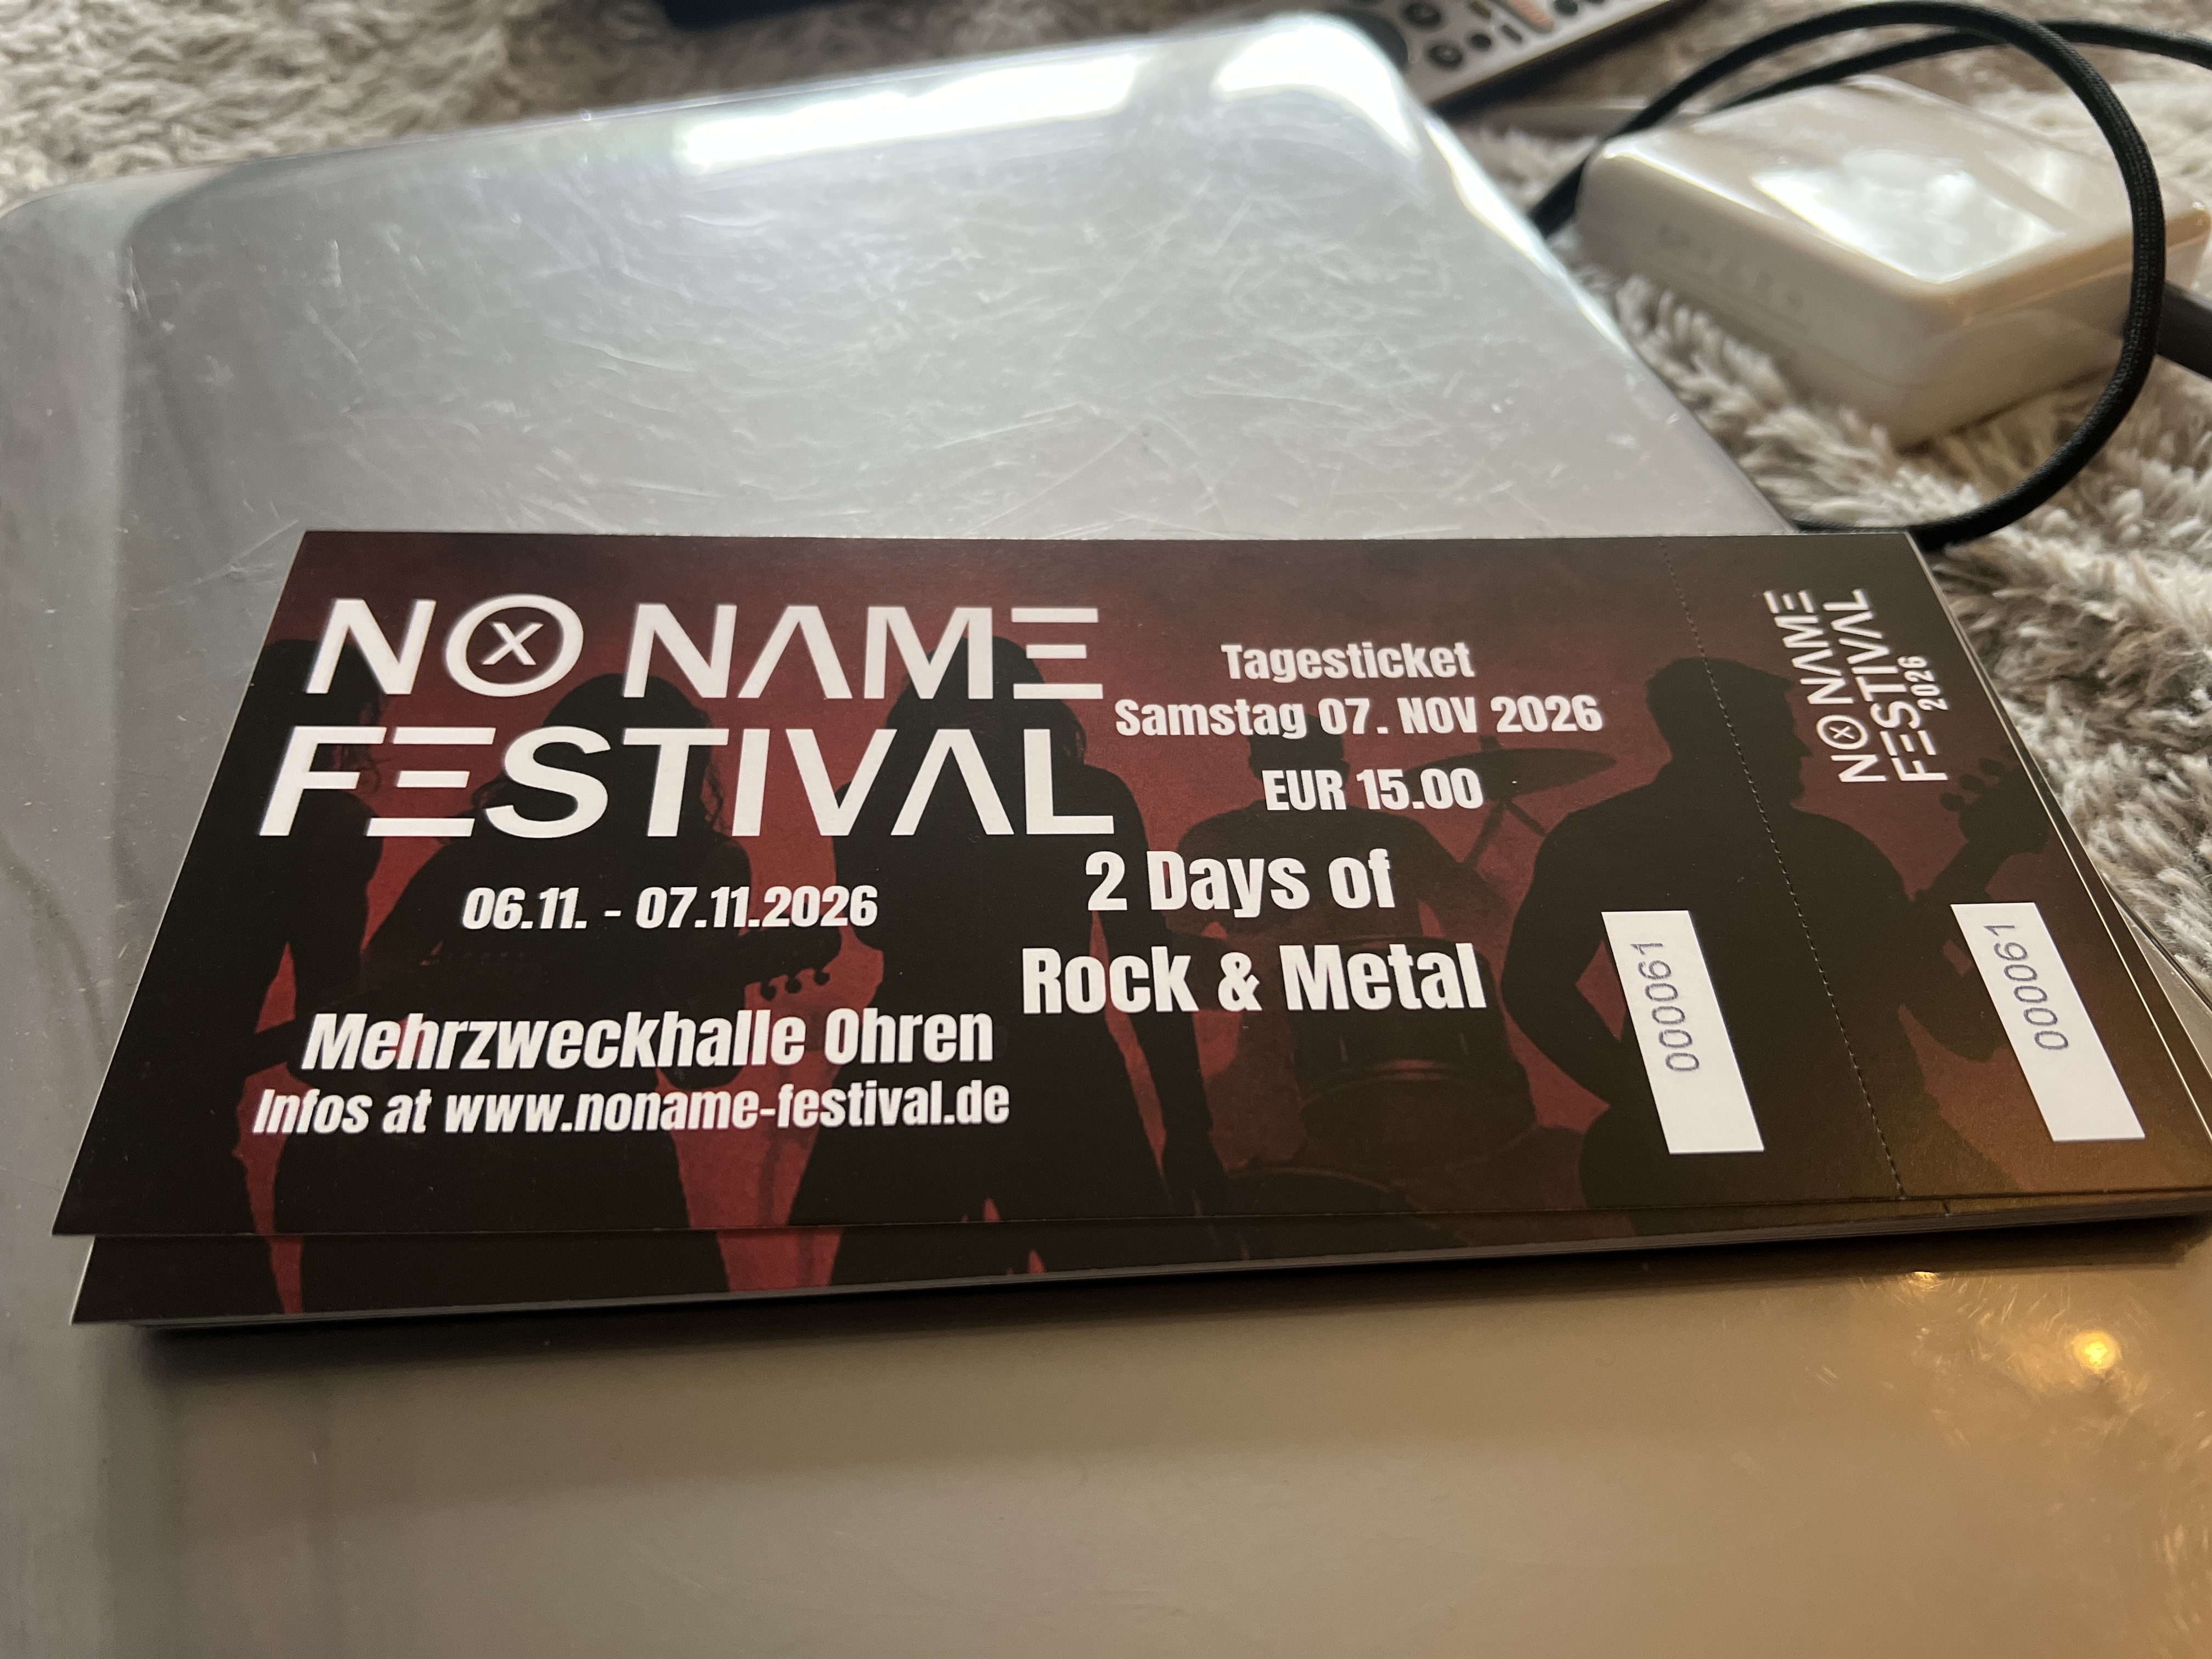 NO NAME
FESTIVAL
06.11. - 07.11.2026
Mehrzweckhalle Ohren
Infos at www.noname-festival.de
Tagesticket
Samstag 07. NOV 2026
EUR 15.00
2 Days of
Rock & Metal
000061
NO NAME
FESTIVAL
2026
000061